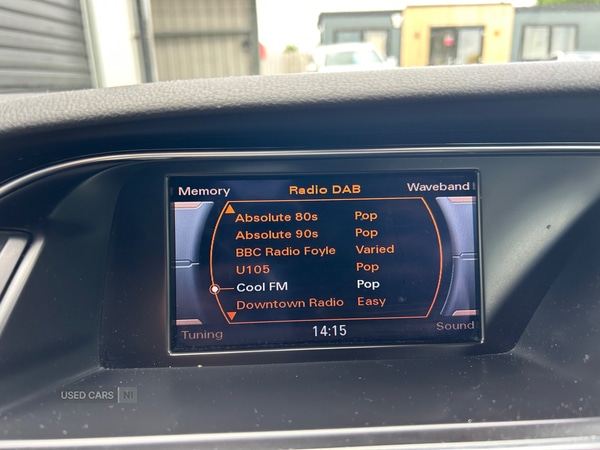 Memory Radio DAB Waveband
Absolute 80s Pop
Absolute 90s Pop
BBC Radio Foyle Varied
U105 Pop
Cool FM Pop
Downtown Radio Easy
Tuning 14:15 Sound
USED CARS NI